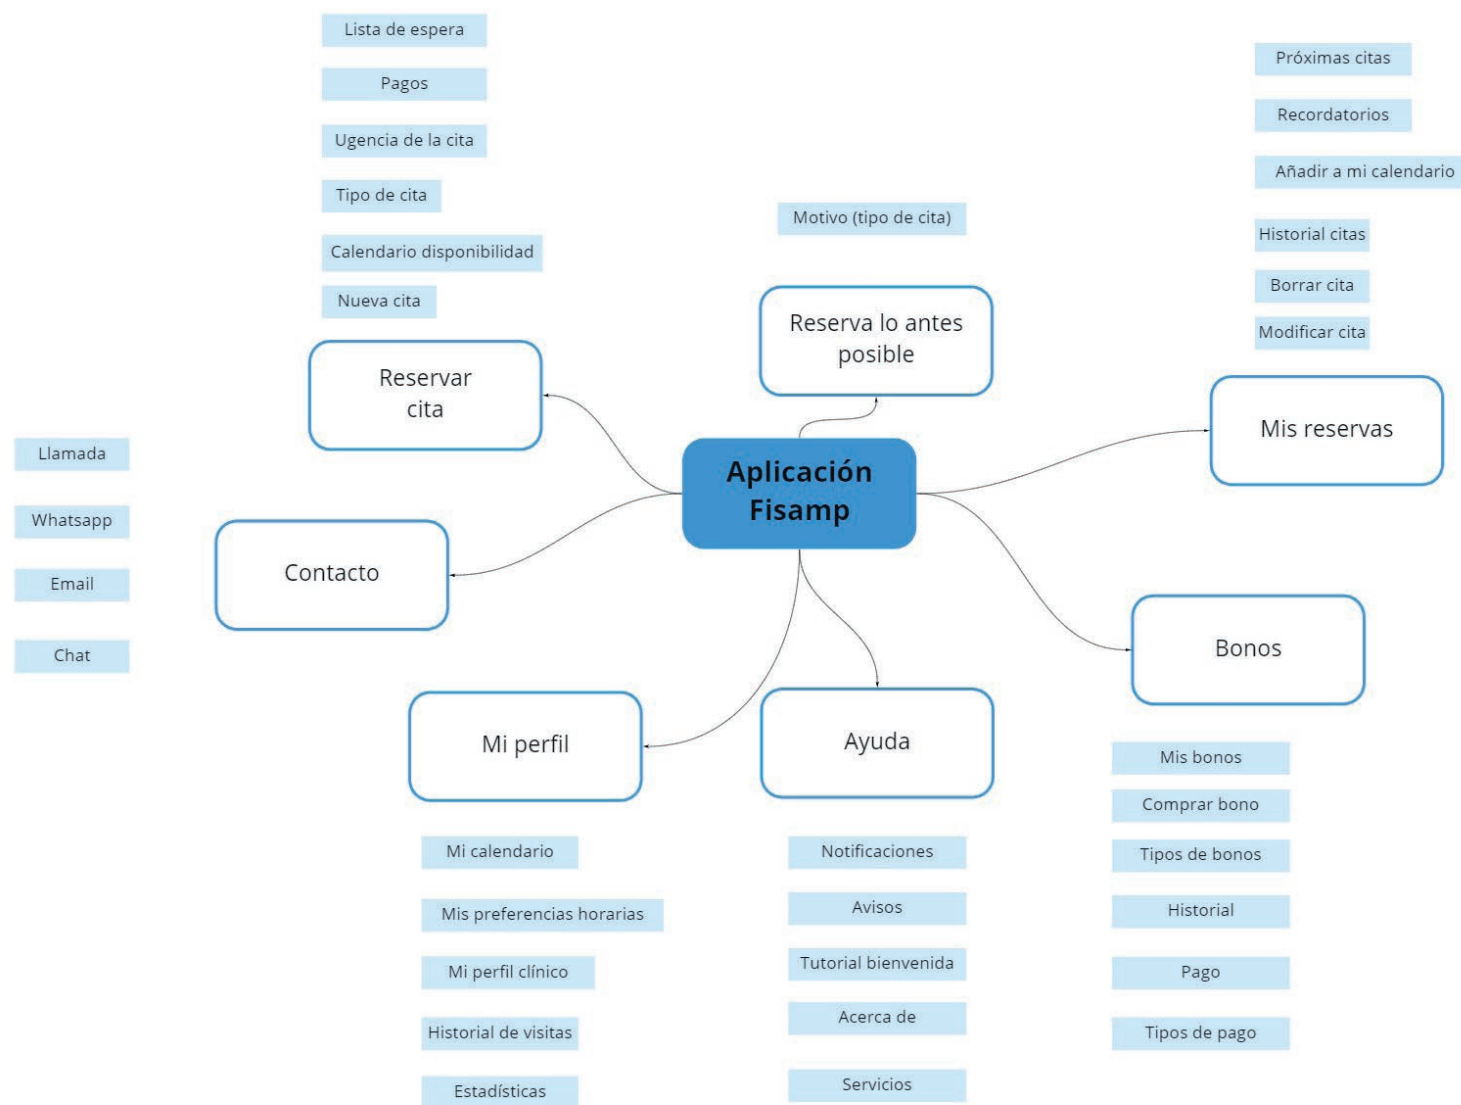 Lista de espera
Pagos
Ugencia de la cita
Tipo de cita
Calendario disponibilidad
Nueva cita
Reservar
cita
Motivo (tipo de cita)
Reserva lo antes
posible
Próximas citas
Recordatorios
Añadir a mi calendario
Historial citas
Borrar cita
Modificar cita
Mis reservas
Aplicación
Fisamp
Llamada
Whatsapp
Email
Chat
Contacto
Bonos
Mis bonos
Comprar bono
Tipos de bonos
Historial
Pago
Tipos de pago
Mi perfil
Mi calendario
Mis preferencias horarias
Mi perfil clínico
Historial de visitas
Estadísticas
Ayuda
Notificaciones
Avisos
Tutorial bienvenida
Acerca de
Servicios